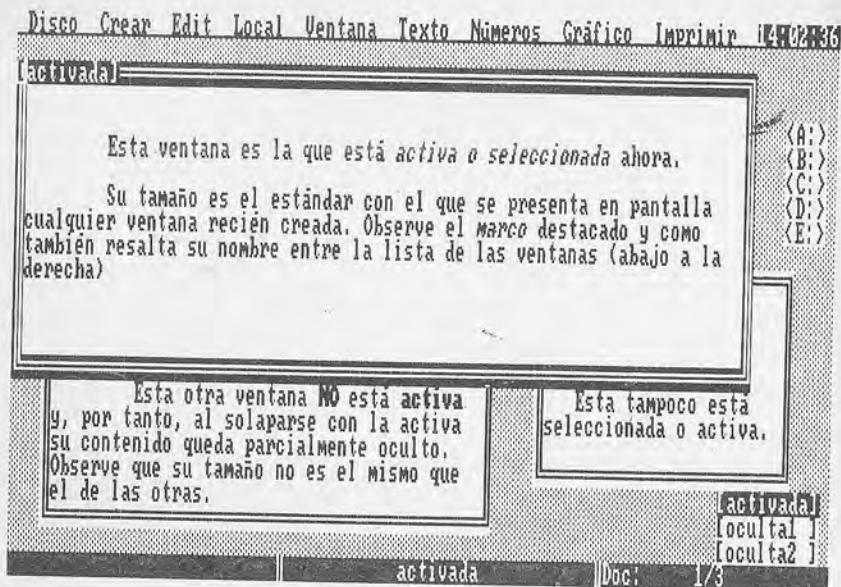 Disco Crear Edit Local Ventana Texto Números Gráfico Imprimir 14:02:36
[activada]
Esta ventana es la que está activa o seleccionada ahora.
Su tamaño es el estándar con el que se presenta en pantalla
cualquier ventana recién creada. Observe el marco destacado y como
también resalta su nombre entre la lista de las ventanas (abajo a la
derecha)
<A:>
<B:>
<C:>
<D:>
<E:>
Esta otra ventana NO está activa
y, por tanto, al solaparse con la activa
su contenido queda parcialmente oculto.
Observe que su tamaño no es el mismo que
el de las otras.
Esta tampoco está
seleccionada o activa.
[activada]
[oculta1 ]
[oculta2 ]
activada Doc: 1/3